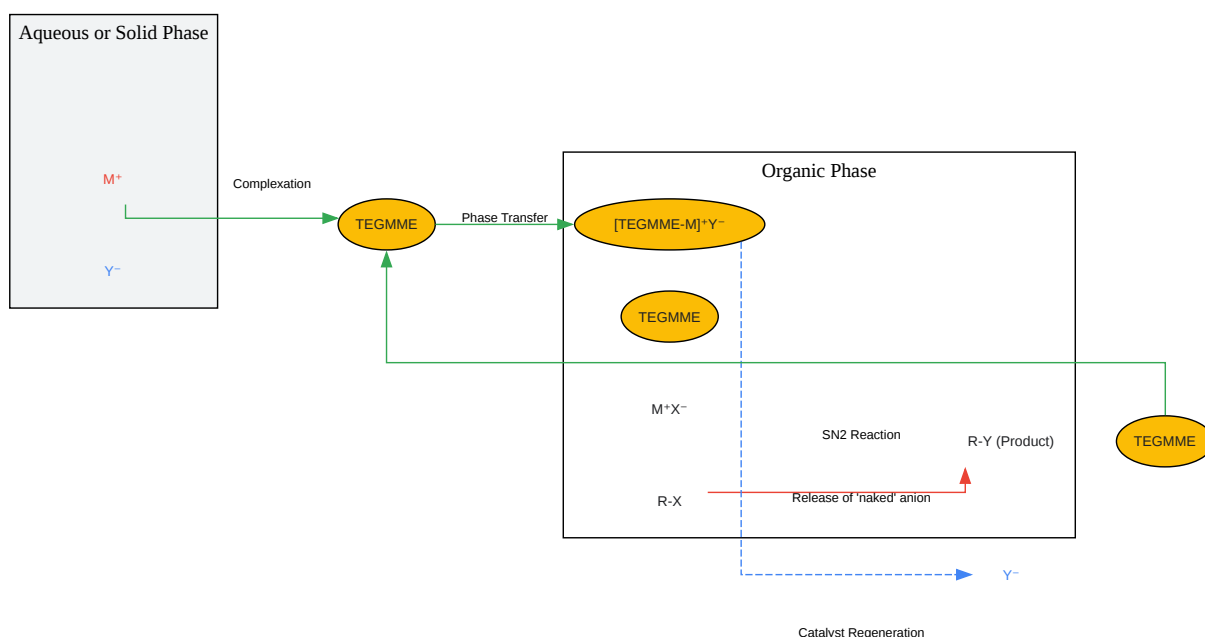 Aqueous or Solid Phase
M⁺
Y⁻
Complexation
TEGMME
Phase Transfer
Organic Phase
[TEGMME-M]⁺Y⁻
TEGMME
M⁺X⁻
SN2 Reaction
R-Y (Product)
TEGMME
R-X
Release of 'naked' anion
Y⁻
Catalyst Regeneration